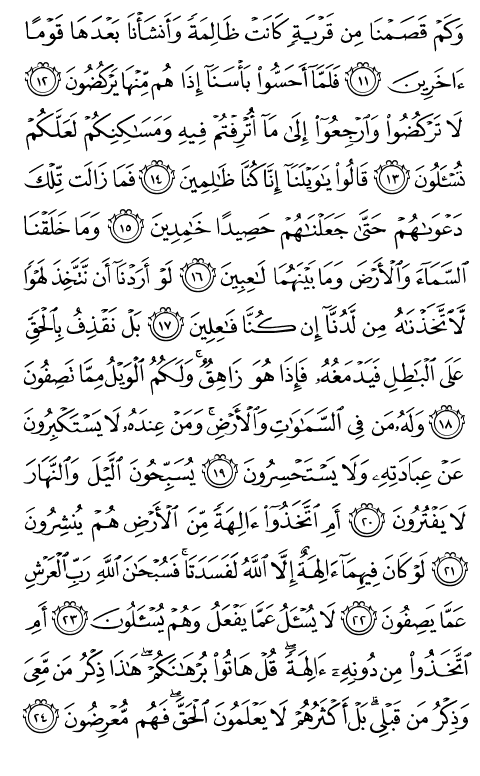 وَكَمْ قَصَمْنَا مِن قَرْيَةٍ كَانَتْ ظَالِمَةً وَأَنشَأْنَا بَعْدَهَا قَوْمًا
ءَاخَرِينَ ﴿١١﴾ فَلَمَّآ أَحَسُّوا۟ بَأْسَنَآ إِذَا هُم مِّنْهَا يَرْكُضُونَ ﴿١٢﴾
لَا تَرْكُضُوا۟ وَٱرْجِعُوٓا۟ إِلَىٰ مَآ أُتْرِفْتُمْ فِيهِ وَمَسَـٰكِنِكُمْ لَعَلَّكُمْ
تُسْـَٔلُونَ ﴿١٣﴾ قَالُوا۟ يَـٰوَيْلَنَآ إِنَّا كُنَّا ظَـٰلِمِينَ ﴿١٤﴾ فَمَا زَالَت تِّلْكَ
دَعْوَىٰهُمْ حَتَّىٰ جَعَلْنَـٰهُمْ حَصِيدًا خَـٰمِدِينَ ﴿١٥﴾ وَمَا خَلَقْنَا
ٱلسَّمَآءَ وَٱلْأَرْضَ وَمَا بَيْنَهُمَا لَـٰعِبِينَ ﴿١٦﴾ لَوْ أَرَدْنَآ أَن نَّتَّخِذَ لَهْوًا
لَّٱتَّخَذْنَـٰهُ مِن لَّدُنَّآ إِن كُنَّا فَـٰعِلِينَ ﴿١٧﴾ بَلْ نَقْذِفُ بِٱلْحَقِّ
عَلَى ٱلْبَـٰطِلِ فَيَدْمَغُهُۥ فَإِذَا هُوَ زَاهِقٌ ۚ وَلَكُمُ ٱلْوَيْلُ مِمَّا تَصِفُونَ
﴿١٨﴾ وَلَهُۥ مَن فِى ٱلسَّمَـٰوَٰتِ وَٱلْأَرْضِ ۚ وَمَنْ عِندَهُۥ لَا يَسْتَكْبِرُونَ
عَنْ عِبَادَتِهِۦ وَلَا يَسْتَحْسِرُونَ ﴿١٩﴾ يُسَبِّحُونَ ٱلَّيْلَ وَٱلنَّهَارَ
لَا يَفْتُرُونَ ﴿٢٠﴾ أَمِ ٱتَّخَذُوٓا۟ ءَالِهَةً مِّنَ ٱلْأَرْضِ هُمْ يُنشِرُونَ
﴿٢١﴾ لَوْ كَانَ فِيهِمَآ ءَالِهَةٌ إِلَّا ٱللَّهُ لَفَسَدَتَا ۚ فَسُبْحَـٰنَ ٱللَّهِ رَبِّ ٱلْعَرْشِ
عَمَّا يَصِفُونَ ﴿٢٢﴾ لَا يُسْـَٔلُ عَمَّا يَفْعَلُ وَهُمْ يُسْـَٔلُونَ ﴿٢٣﴾ أَمِ
ٱتَّخَذُوا۟ مِن دُونِهِۦٓ ءَالِهَةً ۖ قُلْ هَاتُوا۟ بُرْهَـٰنَكُمْ ۖ هَـٰذَا ذِكْرُ مَن مَّعِىَ
وَذِكْرُ مَن قَبْلِى ۗ بَلْ أَكْثَرُهُمْ لَا يَعْلَمُونَ ٱلْحَقَّ ۖ فَهُم مُّعْرِضُونَ ﴿٢٤﴾